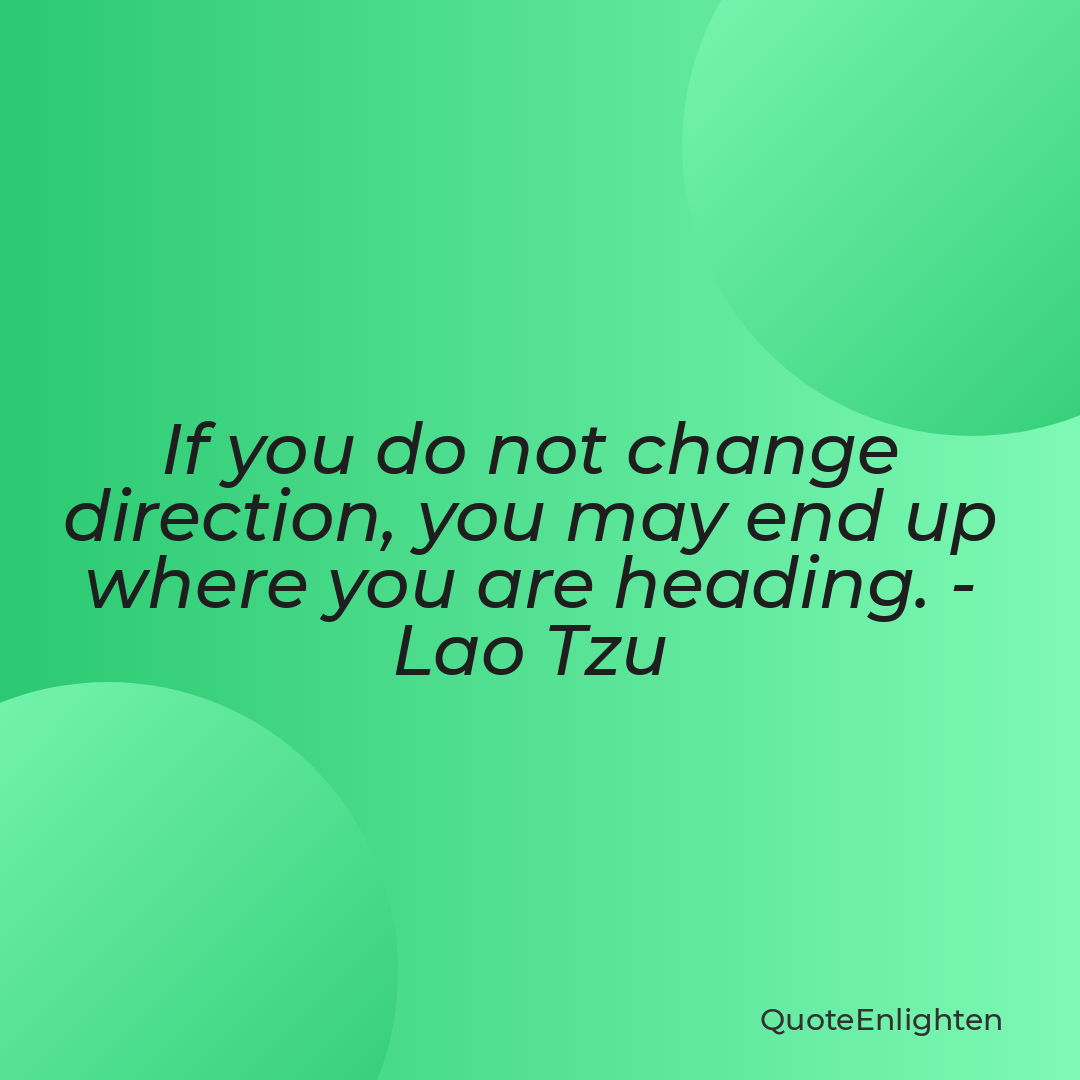 If you do not change
direction, you may end up
where you are heading. -
Lao Tzu
QuoteEnlighten